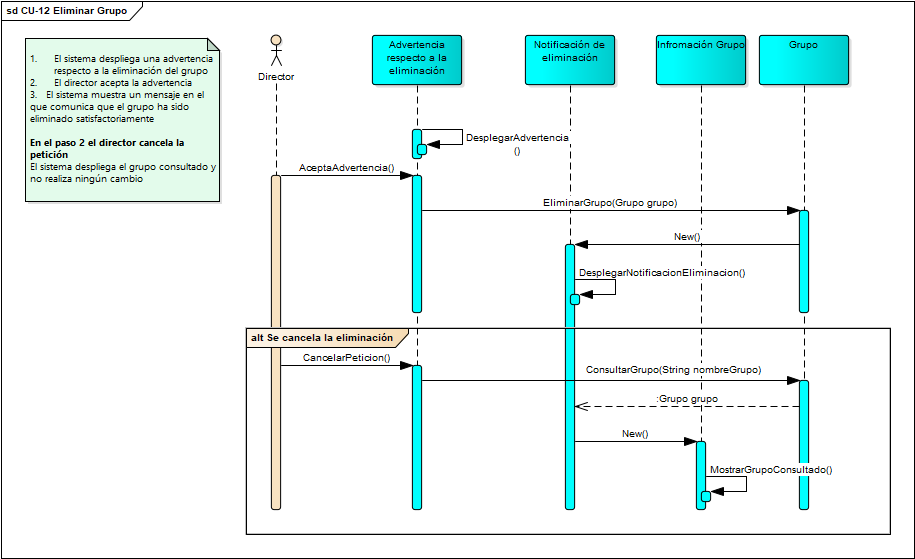 sd CU-12 Eliminar Grupo
1. El sistema despliega una advertencia
respecto a la eliminación del grupo
2. El director acepta la advertencia
3. El sistema muestra un mensaje en el
que comunica que el grupo ha sido
eliminado satisfactoriamente
En el paso 2 el director cancela la
petición
El sistema despliega el grupo consultado y
no realiza ningún cambio
Director
Advertencia
respecto a la
eliminación
Notificación de
eliminación
Infromación Grupo
Grupo
DesplegarAdvertencia
()
AceptaAdvertencia()
EliminarGrupo(Grupo grupo)
New()
DesplegarNotificacionEliminacion()
alt Se cancela la eliminación
CancelarPeticion()
ConsultarGrupo(String nombreGrupo)
:Grupo grupo
New()
MostrarGrupoConsultado()